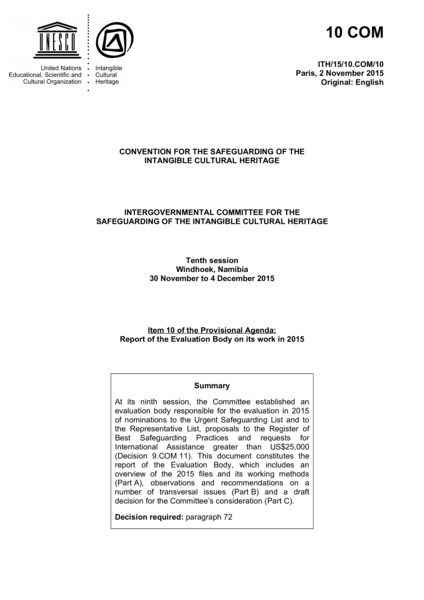 10 COM
UNESCO
United Nations
Educational, Scientific and
Cultural Organization
Intangible
Cultural
Heritage
ITH/15/10.COM/10
Paris, 2 November 2015
Original: English
CONVENTION FOR THE SAFEGUARDING OF THE
INTANGIBLE CULTURAL HERITAGE
INTERGOVERNMENTAL COMMITTEE FOR THE
SAFEGUARDING OF THE INTANGIBLE CULTURAL HERITAGE
Tenth session
Windhoek, Namibia
30 November to 4 December 2015
Item 10 of the Provisional Agenda:
Report of the Evaluation Body on its work in 2015
Summary
At its ninth session, the Committee established an
evaluation body responsible for the evaluation in 2015
of nominations to the Urgent Safeguarding List and to
the Representative List, proposals to the Register of
Best Safeguarding Practices and requests for
International Assistance greater than US$25,000
(Decision 9.COM 11). This document constitutes the
report of the Evaluation Body, which includes an
overview of the 2015 files and its working methods
(Part A), observations and recommendations on a
number of transversal issues (Part B) and a draft
decision for the Committee's consideration (Part C).
Decision required: paragraph 72